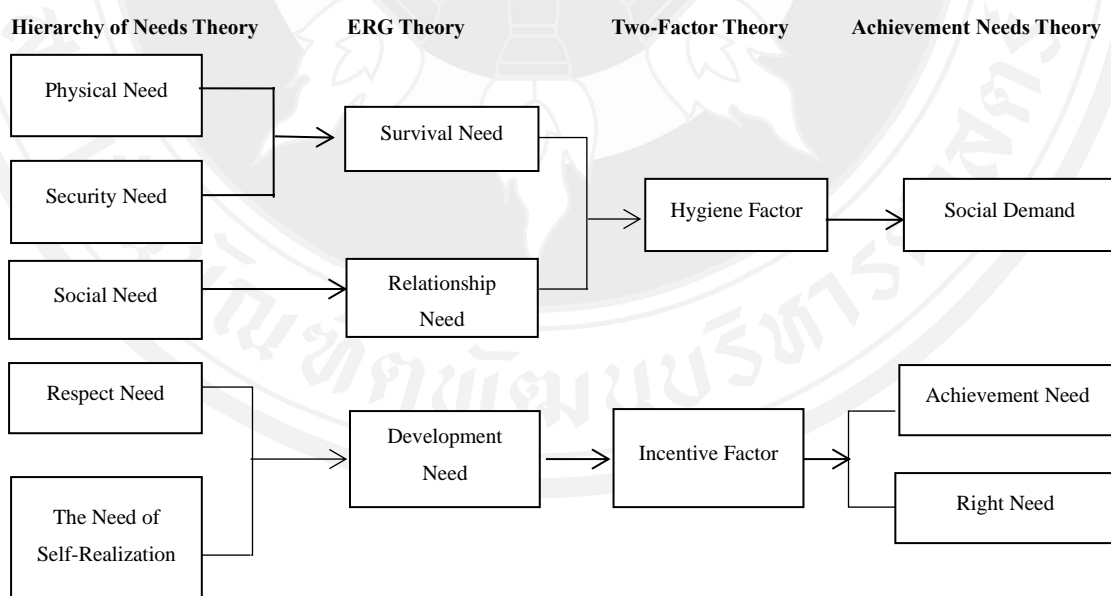 Hierarchy of Needs Theory
ERG Theory
Two-Factor Theory
Achievement Needs Theory
Physical Need
Survival Need
Security Need
Hygiene Factor
Social Demand
Social Need
Relationship
Need
Respect Need
Achievement Need
Development
Need
Incentive Factor
Right Need
The Need of
Self-Realization